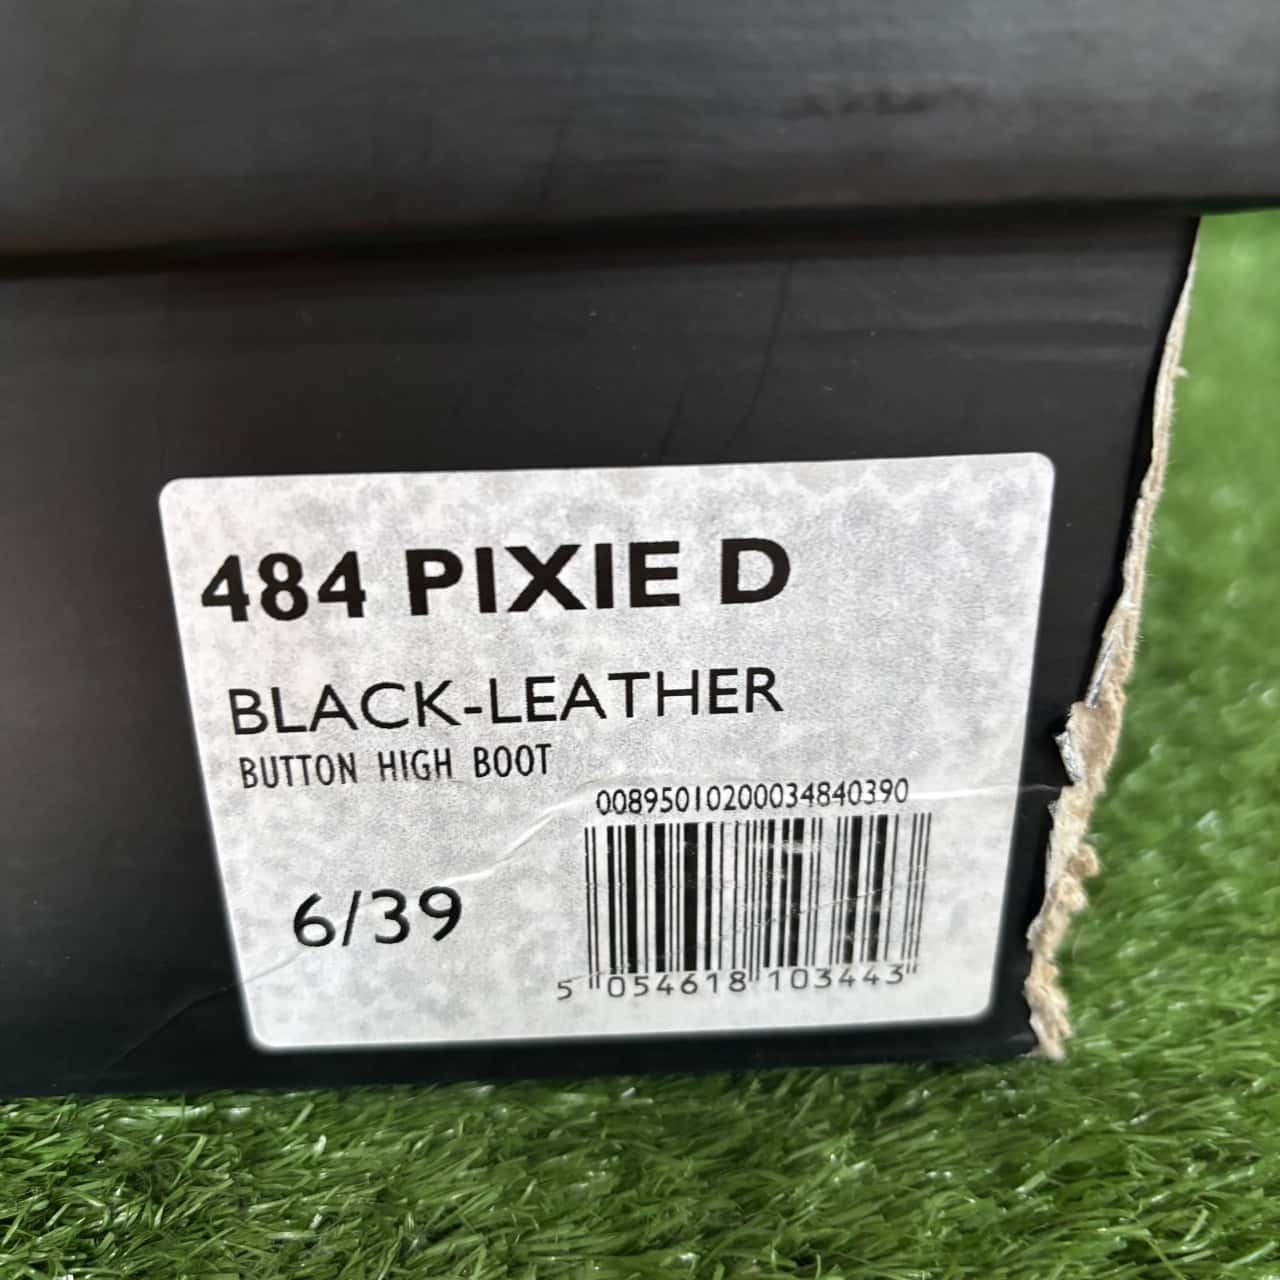 484 PIXIE D
BLACK-LEATHER
BUTTON HIGH BOOT
00895010200034840390
6/39
5 054618 103443